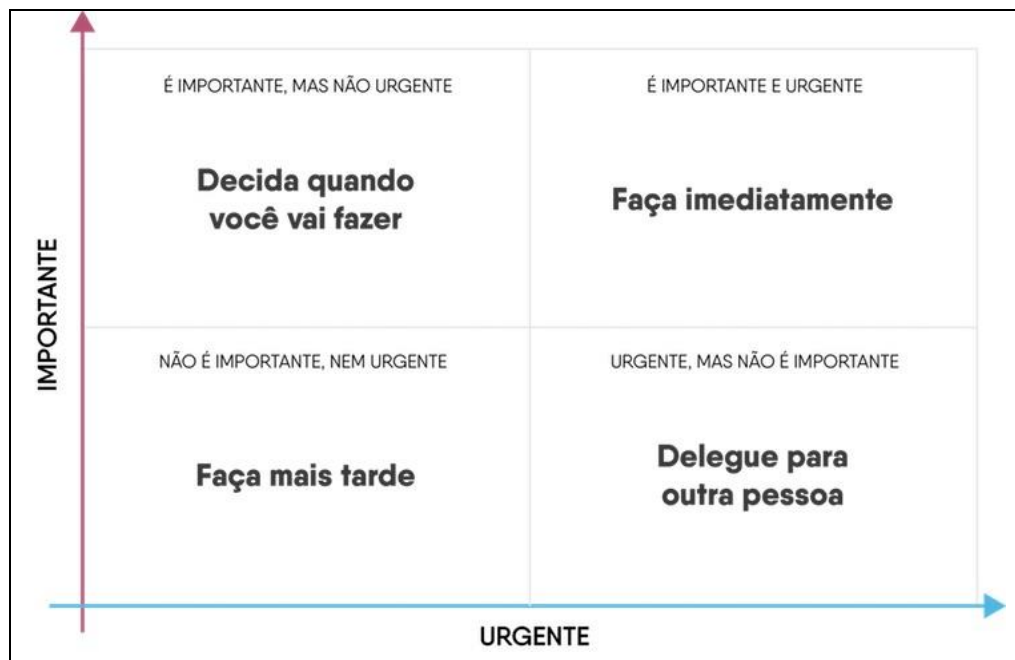 É IMPORTANTE, MAS NÃO URGENTE
Decida quando
você vai fazer
É IMPORTANTE E URGENTE
Faça imediatamente
NÃO É IMPORTANTE, NEM URGENTE
Faça mais tarde
URGENTE, MAS NÃO É IMPORTANTE
Delegue para
outra pessoa
IMPORTANTE
URGENTE